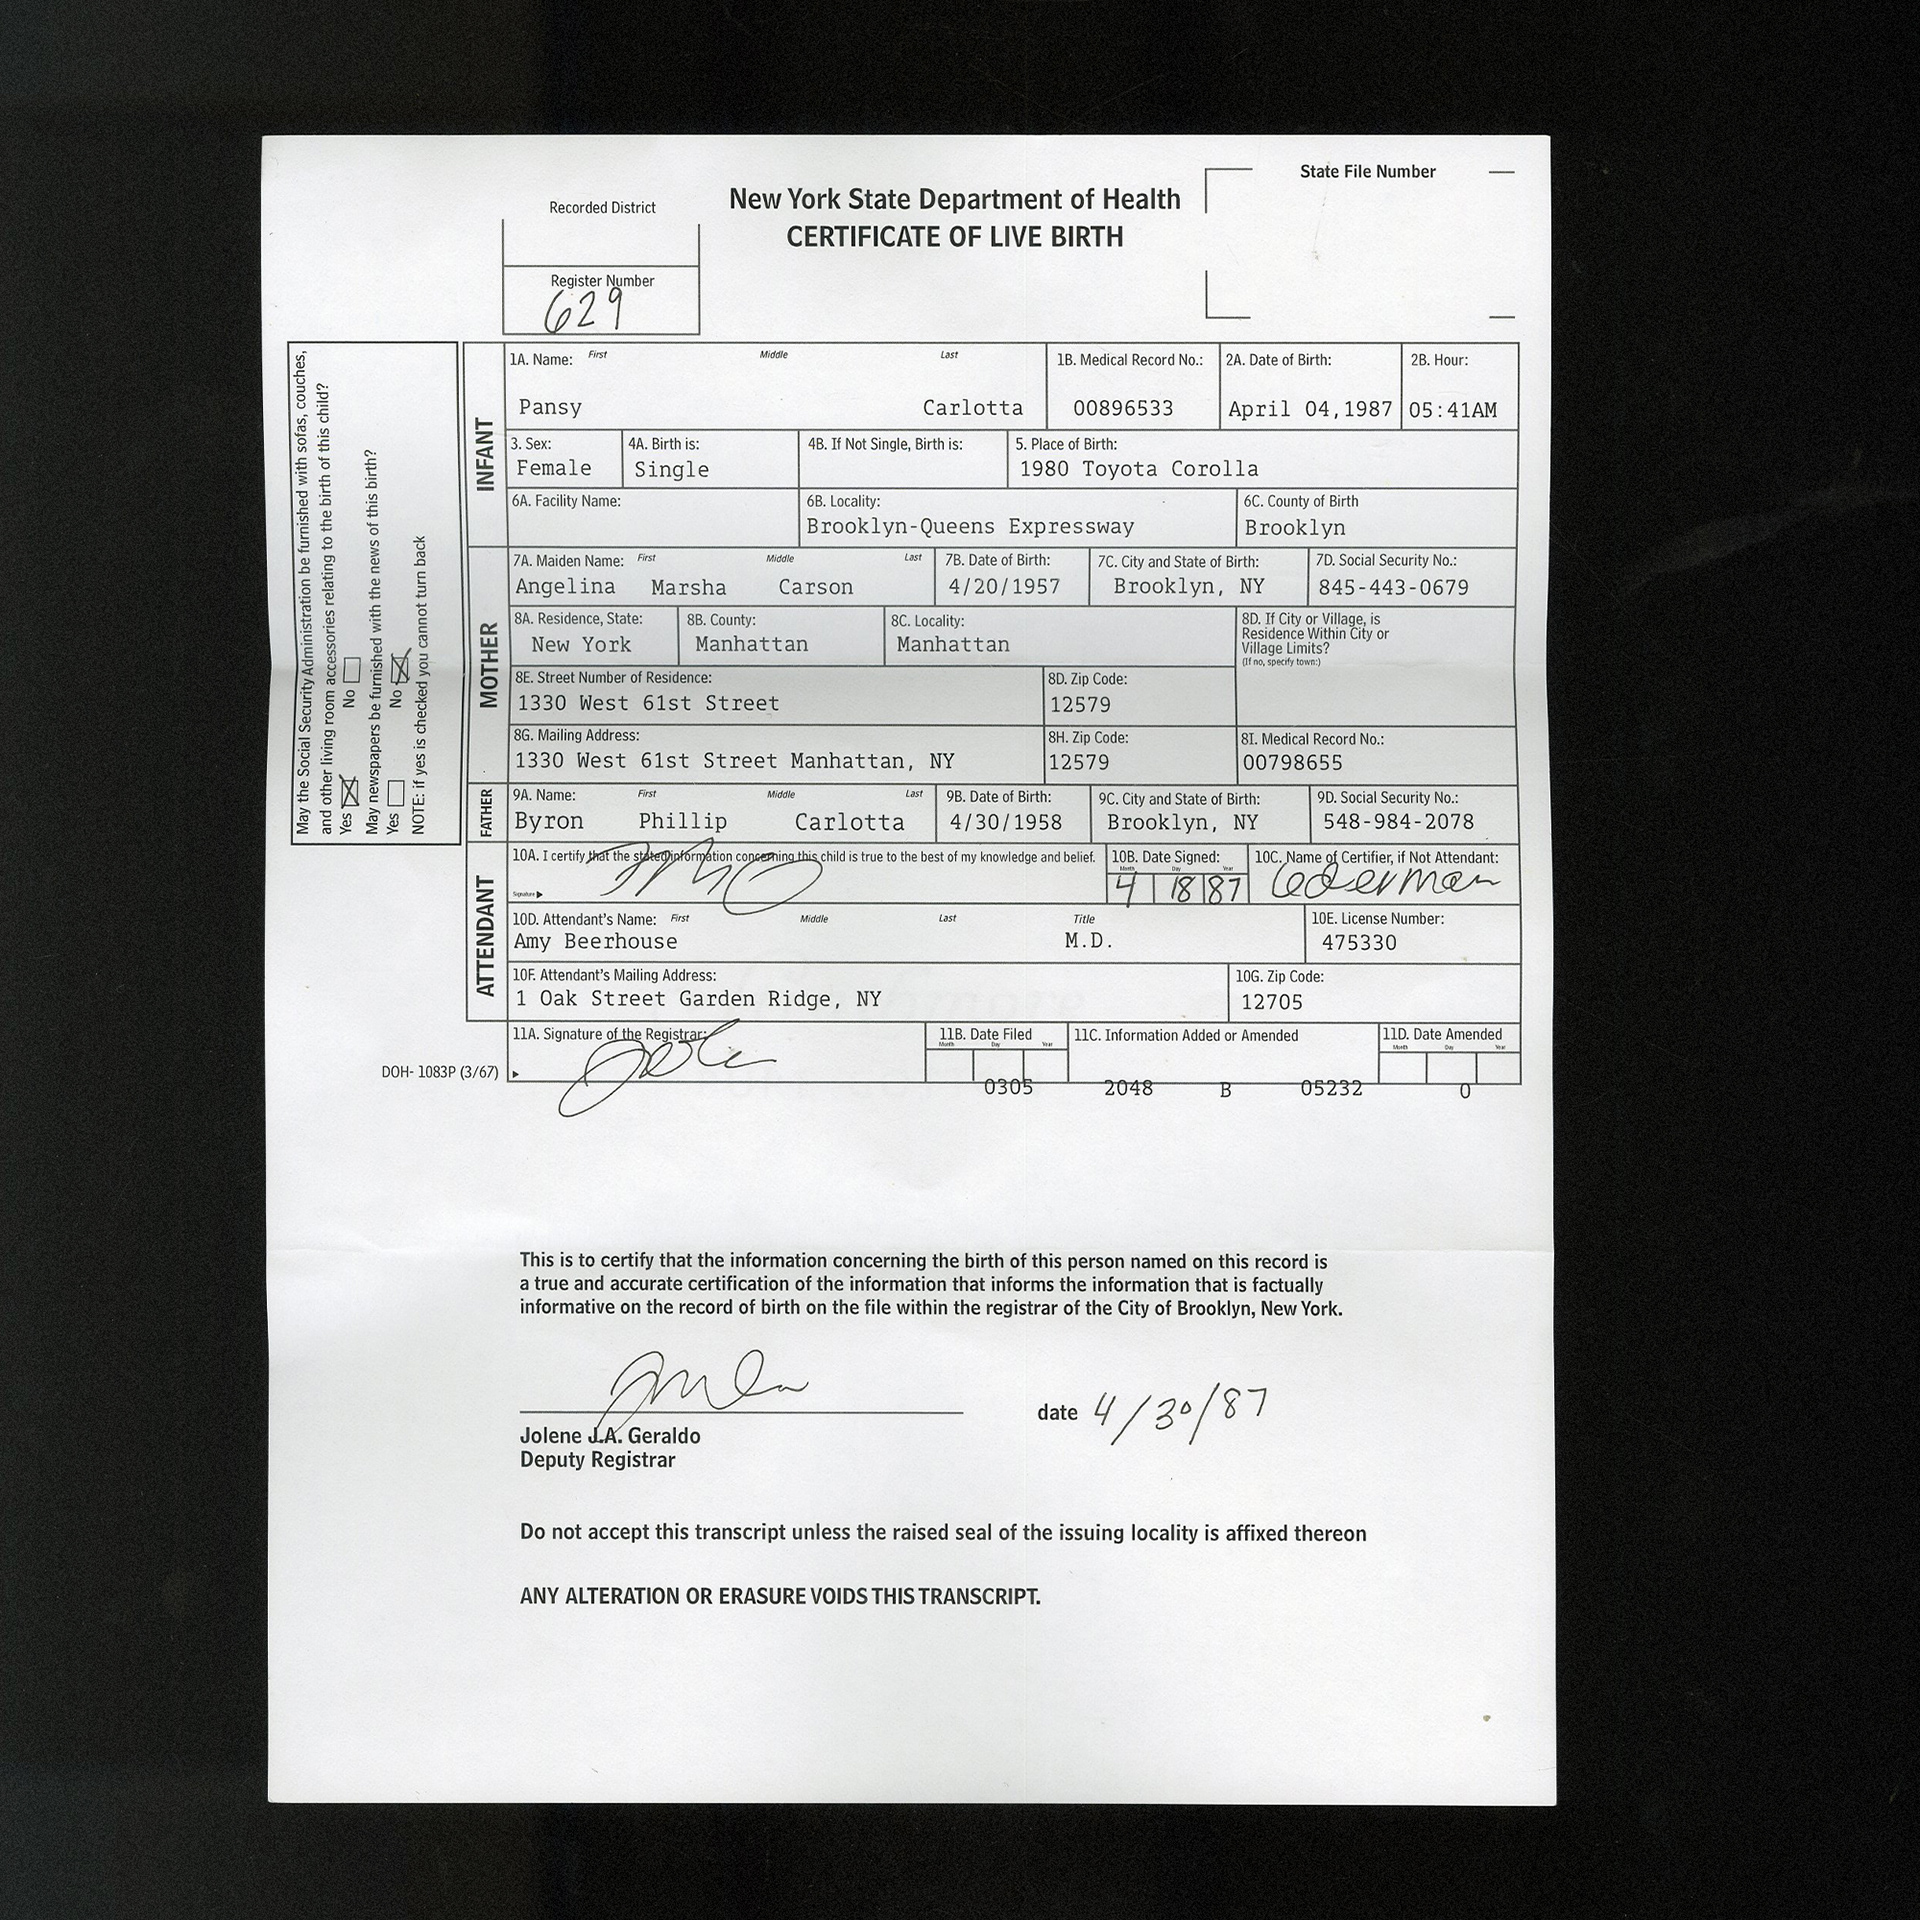 State File Number
Recorded District
New York State Department of Health
CERTIFICATE OF LIVE BIRTH
Register Number
629
May the Social Security Administration be furnished with sofas, couches,
and other living room accessories relating to the birth of this child?
Yes No
May newspapers be furnished with the news of this birth?
Yes No
NOTE: if yes is checked you cannot turn back
INFANT
1A. Name: First Middle Last 1B. Medical Record No.: 2A. Date of Birth: 2B. Hour:
Pansy Carlotta 00896533 April 04,1987 05:41AM
3. Sex: 4A. Birth is: 4B. If Not Single, Birth is: 5. Place of Birth:
Female Single 1980 Toyota Corolla
6A. Facility Name: 6B. Locality: 6C. County of Birth
Brooklyn-Queens Expressway Brooklyn
MOTHER
7A. Maiden Name: First Middle Last 7B. Date of Birth: 7C. City and State of Birth: 7D. Social Security No.:
Angelina Marsha Carson 4/20/1957 Brooklyn, NY 845-443-0679
8A. Residence, State: 8B. County: 8C. Locality: 8D. If City or Village, is
Residence Within City or
Village Limits?
(If no, specify town:)
New York Manhattan Manhattan
8E. Street Number of Residence: 8D. Zip Code:
1330 West 61st Street 12579
8G. Mailing Address: 8H. Zip Code: 8I. Medical Record No.:
1330 West 61st Street Manhattan, NY 12579 00798655
FATHER
9A. Name: First Middle Last 9B. Date of Birth: 9C. City and State of Birth: 9D. Social Security No.:
Byron Phillip Carlotta 4/30/1958 Brooklyn, NY 548-984-2078
ATTENDANT
10A. I certify that the stated information concerning this child is true to the best of my knowledge and belief. 10B. Date Signed: 10C. Name of Certifier, if Not Attendant:
Month Day Year
Signature 4 18 87 Lederman
10D. Attendant's Name: First Middle Last Title 10E. License Number:
Amy Beerhouse M.D. 475330
10F. Attendant's Mailing Address: 10G. Zip Code:
1 Oak Street Garden Ridge, NY 12705
11A. Signature of the Registrar: 11B. Date Filed 11C. Information Added or Amended 11D. Date Amended
Month Day Year Month Day Year
DOH- 1083P (3/67)
0305 2048 B 05232 0
This is to certify that the information concerning the birth of this person named on this record is
a true and accurate certification of the information that informs the information that is factually
informative on the record of birth on the file within the registrar of the City of Brooklyn, New York.
date 4/30/87
Jolene J.A. Geraldo
Deputy Registrar
Do not accept this transcript unless the raised seal of the issuing locality is affixed thereon
ANY ALTERATION OR ERASURE VOIDS THIS TRANSCRIPT.